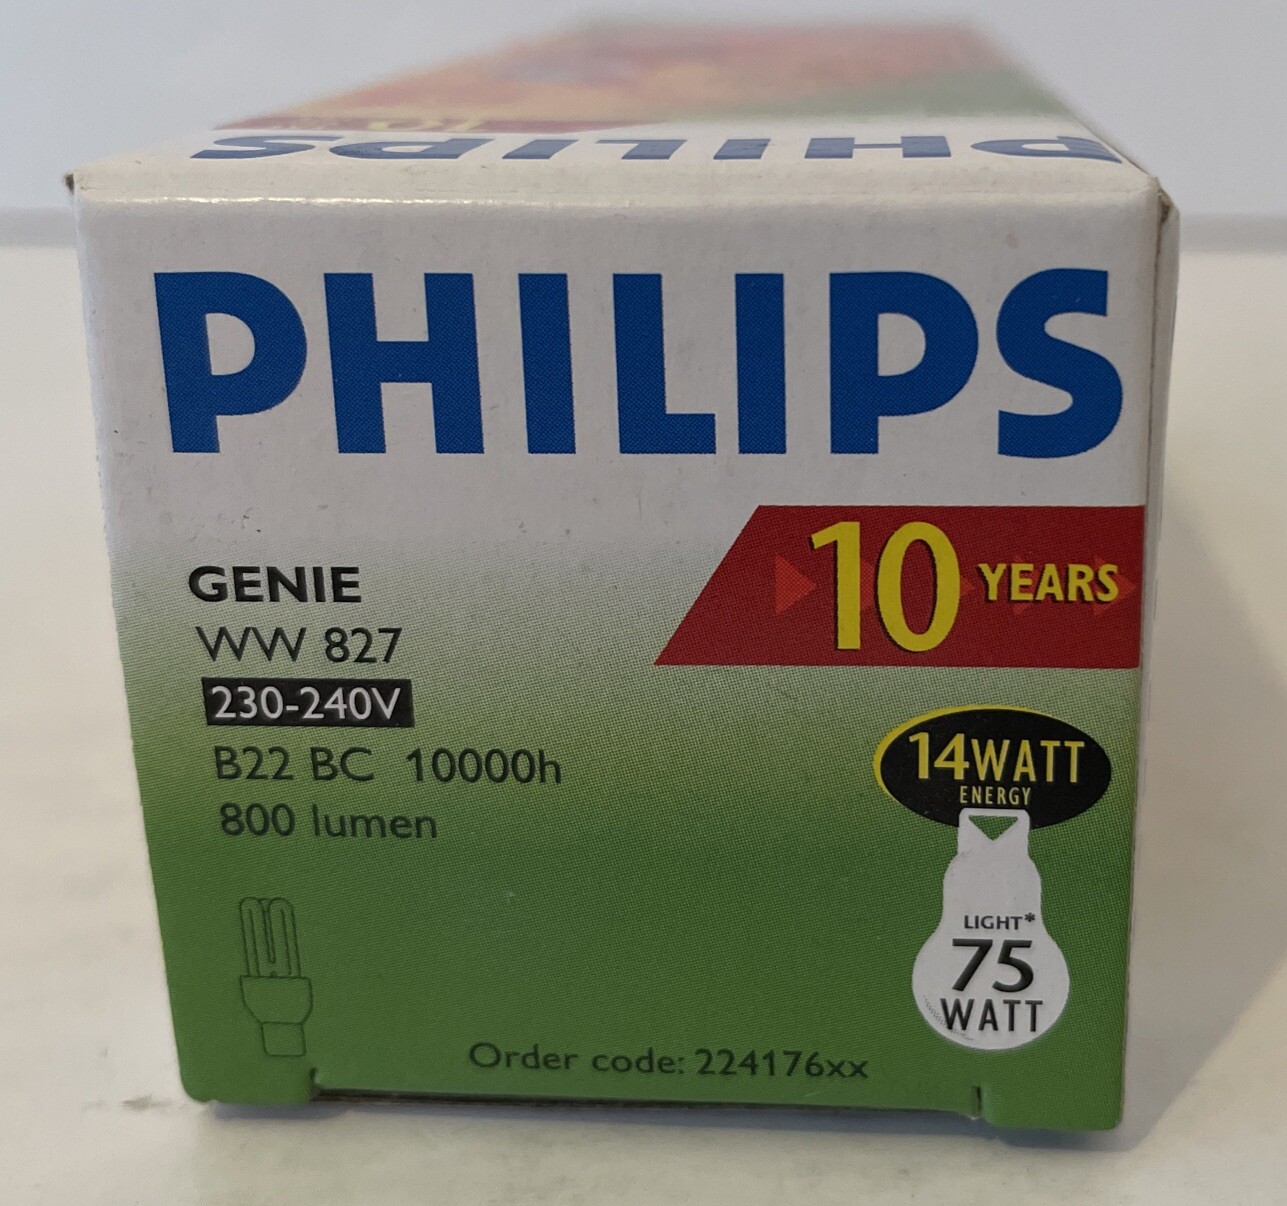 10
PHILIPS
PHILIPS
10 YEARS
GENIE
WW 827
230-240V
B22 BC 10000h
800 lumen
14WATT
ENERGY
LIGHT*
75
WATT
Order code: 224176xx